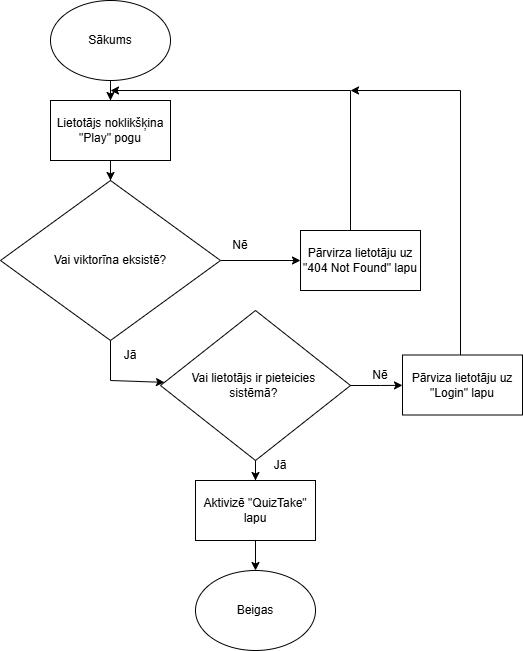 Sākums
Lietotājs noklikšķina
"Play" pogu
Vai viktorīna eksistē?
Nē
Pārvirza lietotāju uz
"404 Not Found" lapu
Jā
Vai lietotājs ir pieteicies
sistēmā?
Nē
Pārviza lietotāju uz
"Login" lapu
Jā
Aktivizē "QuizTake"
lapu
Beigas